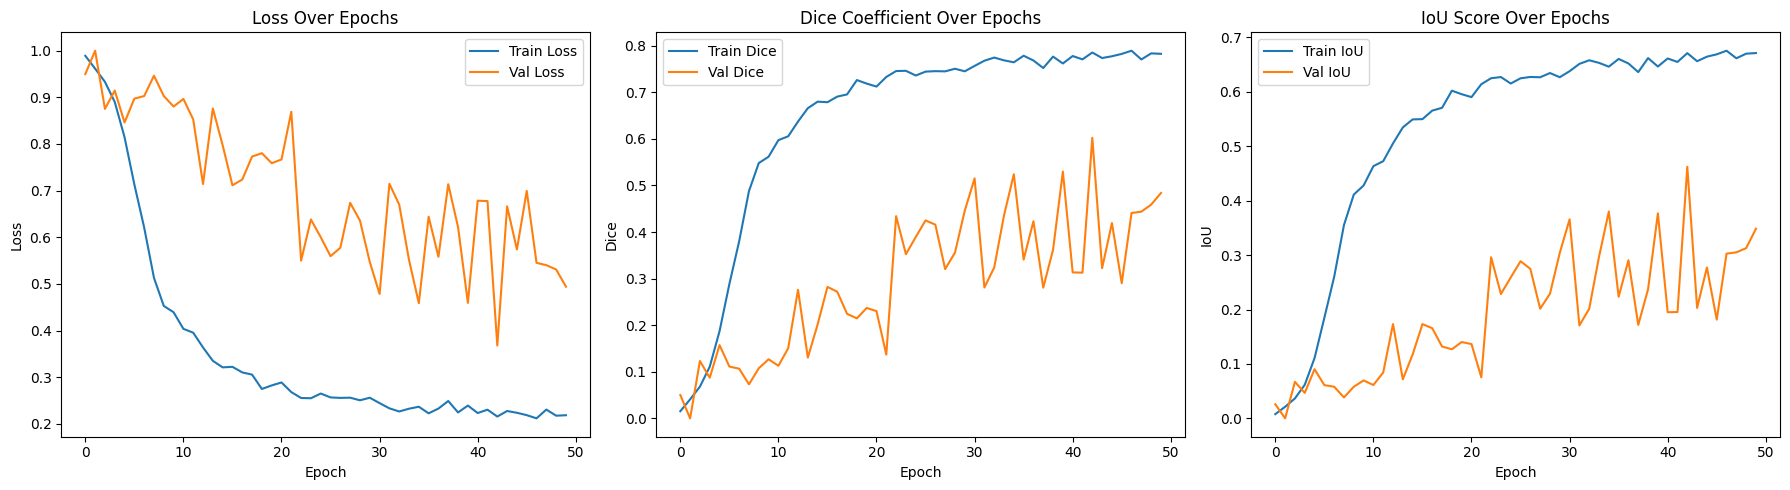 Loss Over Epochs
Train Loss
Val Loss
Loss
1.0
0.9
0.8
0.7
0.6
0.5
0.4
0.3
0.2
0 10 20 30 40 50
Epoch
Dice Coefficient Over Epochs
Train Dice
Val Dice
Dice
0.8
0.7
0.6
0.5
0.4
0.3
0.2
0.1
0.0
0 10 20 30 40 50
Epoch
IoU Score Over Epochs
Train IoU
Val IoU
IoU
0.7
0.6
0.5
0.4
0.3
0.2
0.1
0.0
0 10 20 30 40 50
Epoch